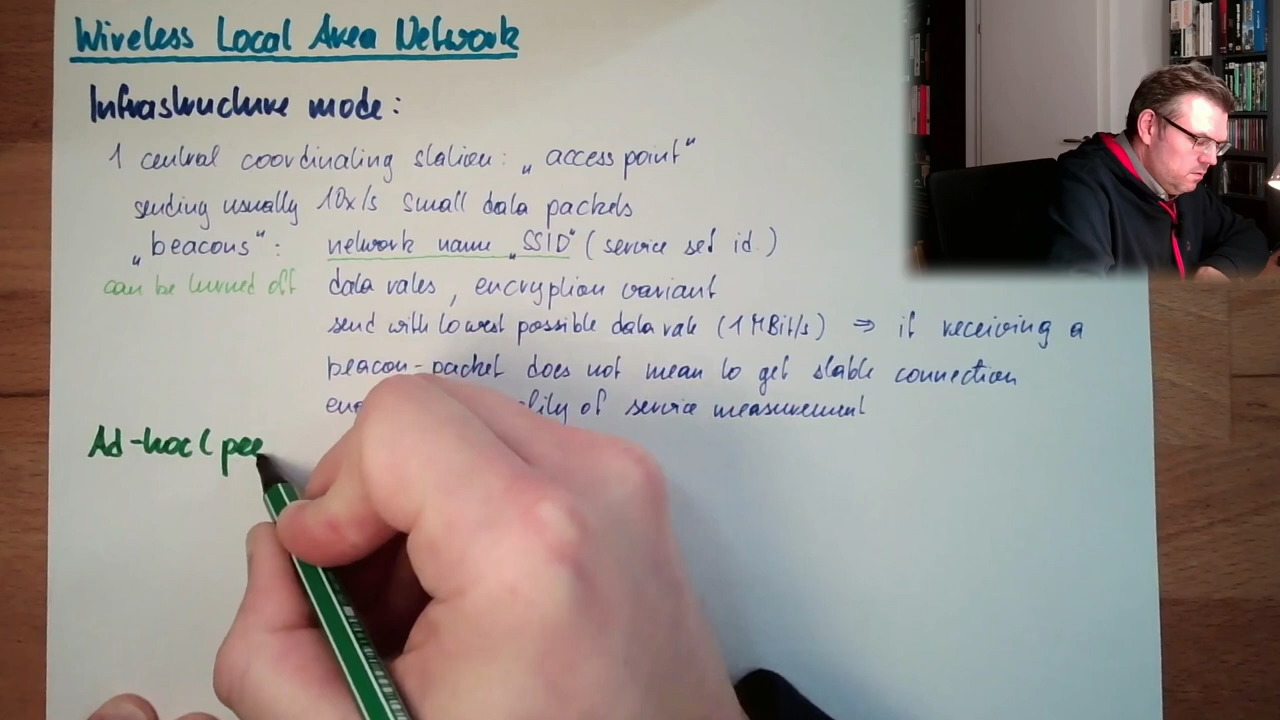 Wireless Local Area Network
Infrastructure mode:
1 central coordinating station: „access point“
sending usually 10x/s small data packets
„beacons“: network name „SSID“ (service set id.)
can be turned off data rates, encryption variant
send with lowest possible data rate (1 MBit/s) ⇒ if receiving a
beacon-packet does not mean to get stable connection
of service measurement
Ad-hoc (pee